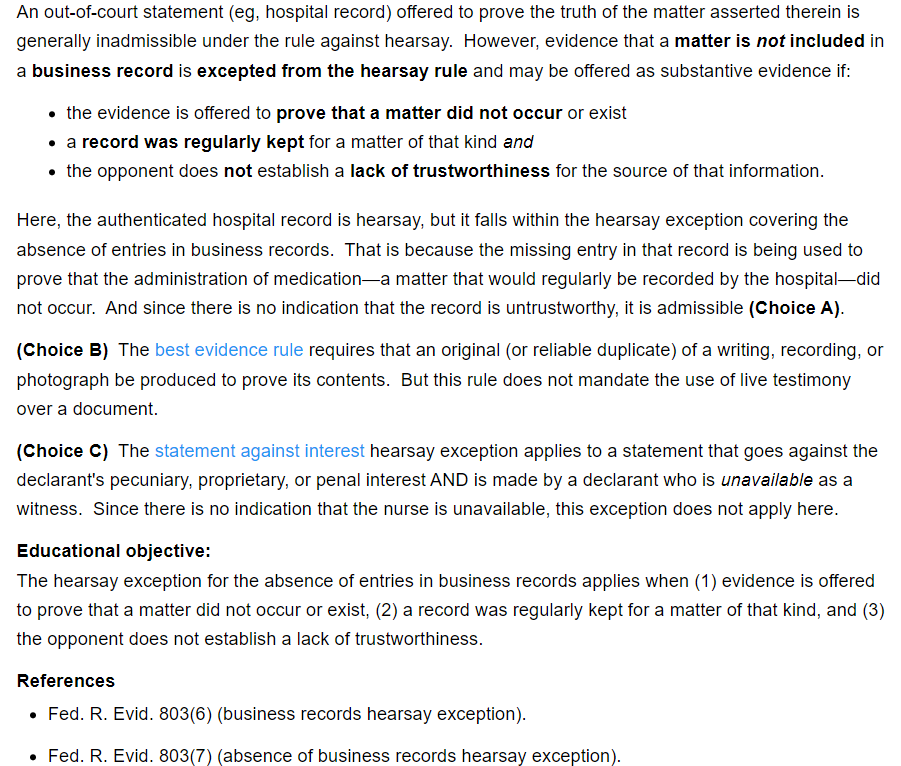 An out-of-court statement (eg, hospital record) offered to prove the truth of the matter asserted therein is
generally inadmissible under the rule against hearsay. However, evidence that a matter is not included in
a business record is excepted from the hearsay rule and may be offered as substantive evidence if:
• the evidence is offered to prove that a matter did not occur or exist
• a record was regularly kept for a matter of that kind and
• the opponent does not establish a lack of trustworthiness for the source of that information.
Here, the authenticated hospital record is hearsay, but it falls within the hearsay exception covering the
absence of entries in business records. That is because the missing entry in that record is being used to
prove that the administration of medication—a matter that would regularly be recorded by the hospital—did
not occur. And since there is no indication that the record is untrustworthy, it is admissible (Choice A).
(Choice B) The best evidence rule requires that an original (or reliable duplicate) of a writing, recording, or
photograph be produced to prove its contents. But this rule does not mandate the use of live testimony
over a document.
(Choice C) The statement against interest hearsay exception applies to a statement that goes against the
declarant's pecuniary, proprietary, or penal interest AND is made by a declarant who is unavailable as a
witness. Since there is no indication that the nurse is unavailable, this exception does not apply here.
Educational objective:
The hearsay exception for the absence of entries in business records applies when (1) evidence is offered
to prove that a matter did not occur or exist, (2) a record was regularly kept for a matter of that kind, and (3)
the opponent does not establish a lack of trustworthiness.
References
• Fed. R. Evid. 803(6) (business records hearsay exception).
• Fed. R. Evid. 803(7) (absence of business records hearsay exception).